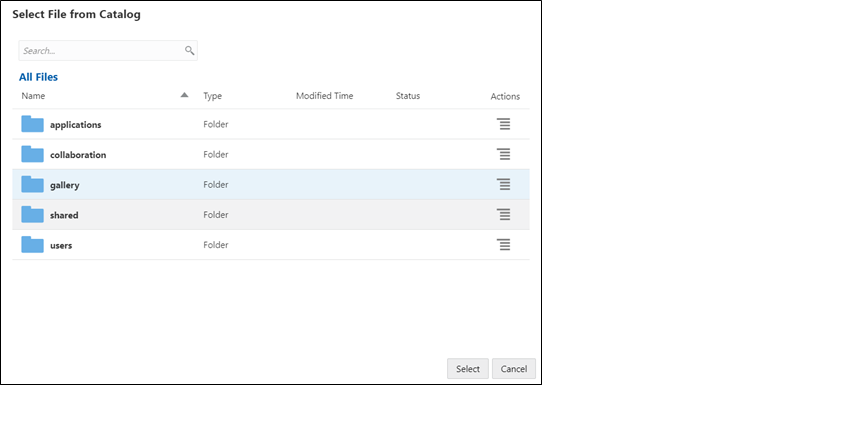 Select File from Catalog
Search...
All Files
Name Type Modified Time Status Actions
applications Folder
collaboration Folder
gallery Folder
shared Folder
users Folder
Select Cancel